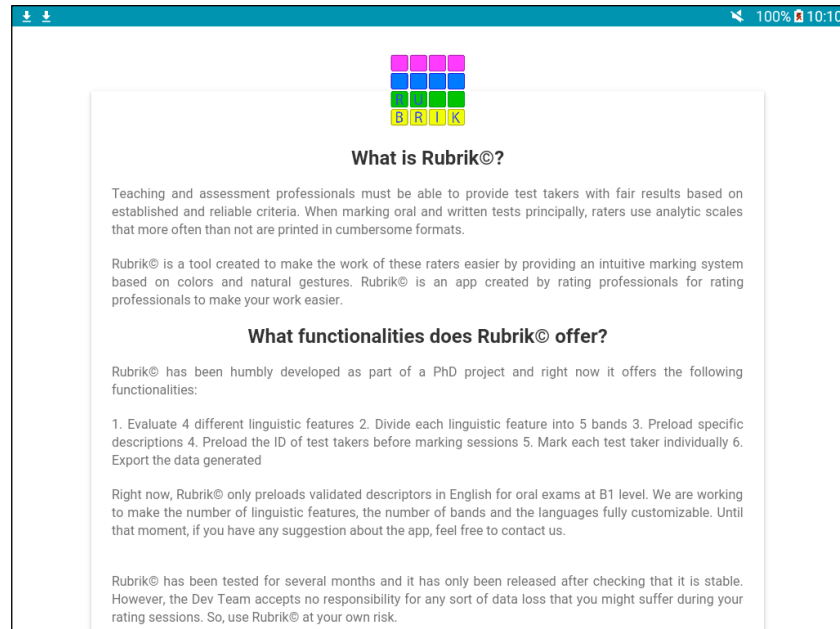 100% 10:10
R U
B R I K
What is Rubrik©?
Teaching and assessment professionals must be able to provide test takers with fair results based on
established and reliable criteria. When marking oral and written tests principally, raters use analytic scales
that more often than not are printed in cumbersome formats.
Rubrik© is a tool created to make the work of these raters easier by providing an intuitive marking system
based on colors and natural gestures. Rubrik© is an app created by rating professionals for rating
professionals to make your work easier.
What functionalities does Rubrik© offer?
Rubrik© has been humbly developed as part of a PhD project and right now it offers the following
functionalities:
1. Evaluate 4 different linguistic features 2. Divide each linguistic feature into 5 bands 3. Preload specific
descriptions 4. Preload the ID of test takers before marking sessions 5. Mark each test taker individually 6.
Export the data generated
Right now, Rubrik© only preloads validated descriptors in English for oral exams at B1 level. We are working
to make the number of linguistic features, the number of bands and the languages fully customizable. Until
that moment, if you have any suggestion about the app, feel free to contact us.
Rubrik© has been tested for several months and it has only been released after checking that it is stable.
However, the Dev Team accepts no responsibility for any sort of data loss that you might suffer during your
rating sessions. So, use Rubrik© at your own risk.